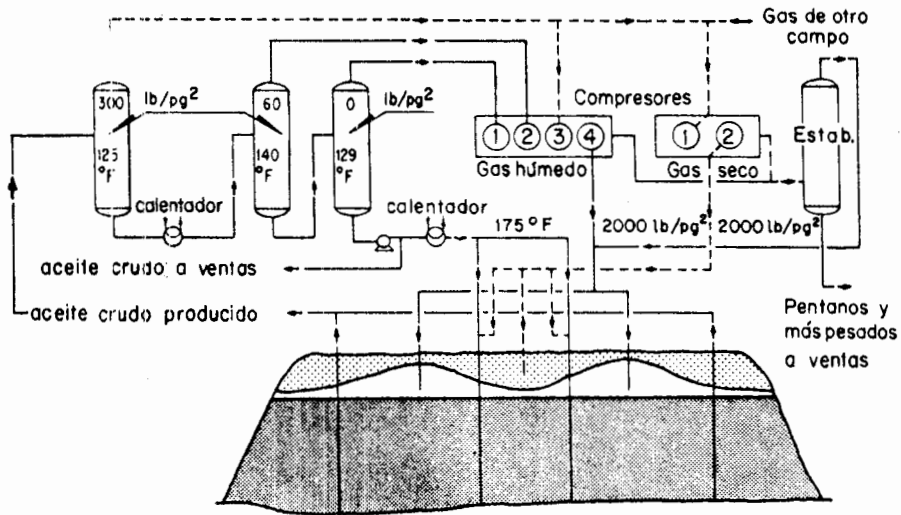 Gas de otro
campo
300
lb/pg²
60
0
lb/pg²
125
°F
140
°F
129
°F
Compresores
1 2 3 4
1 2
Estab.
Gas húmedo
Gas seco
calentador
calentador
175°F
2000 lb/pg²
2000 lb/pg²
aceite crudo a ventas
aceite crudo producido
Pentanos y
más pesados
a ventas